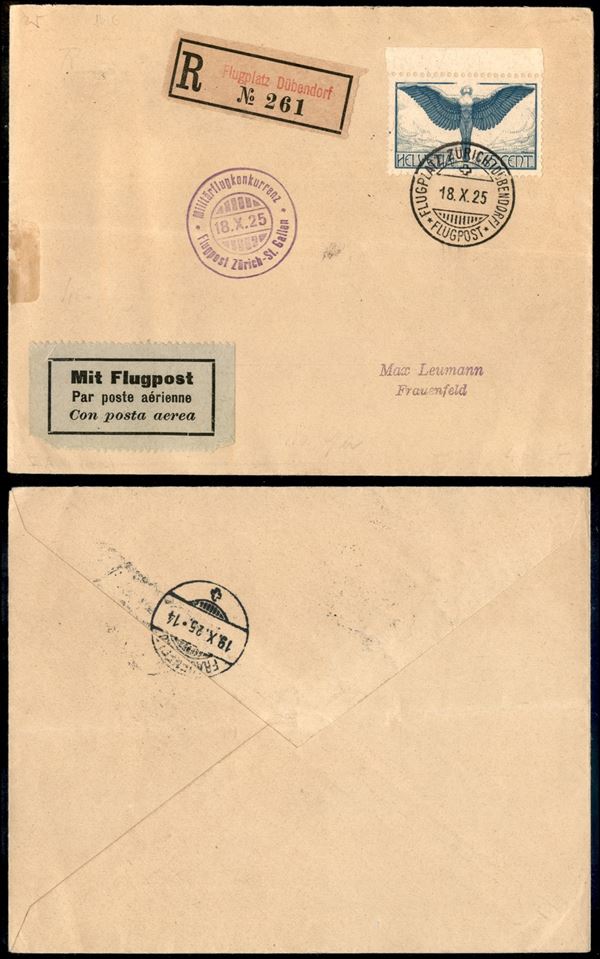 R
Flugplatz Dübendorf
№ 261
HELVETIA
CENT
FLUGPLATZ ZÜRICH (DÜBENDORF)
18.X.25
* FLUGPOST *
* Militärflugkonkurrenz *
18.X.25
Flugpost Zürich-St. Gallen
Mit Flugpost
Par poste aérienne
Con posta aerea
Max Leumann
Frauenfeld
19.X.25•14